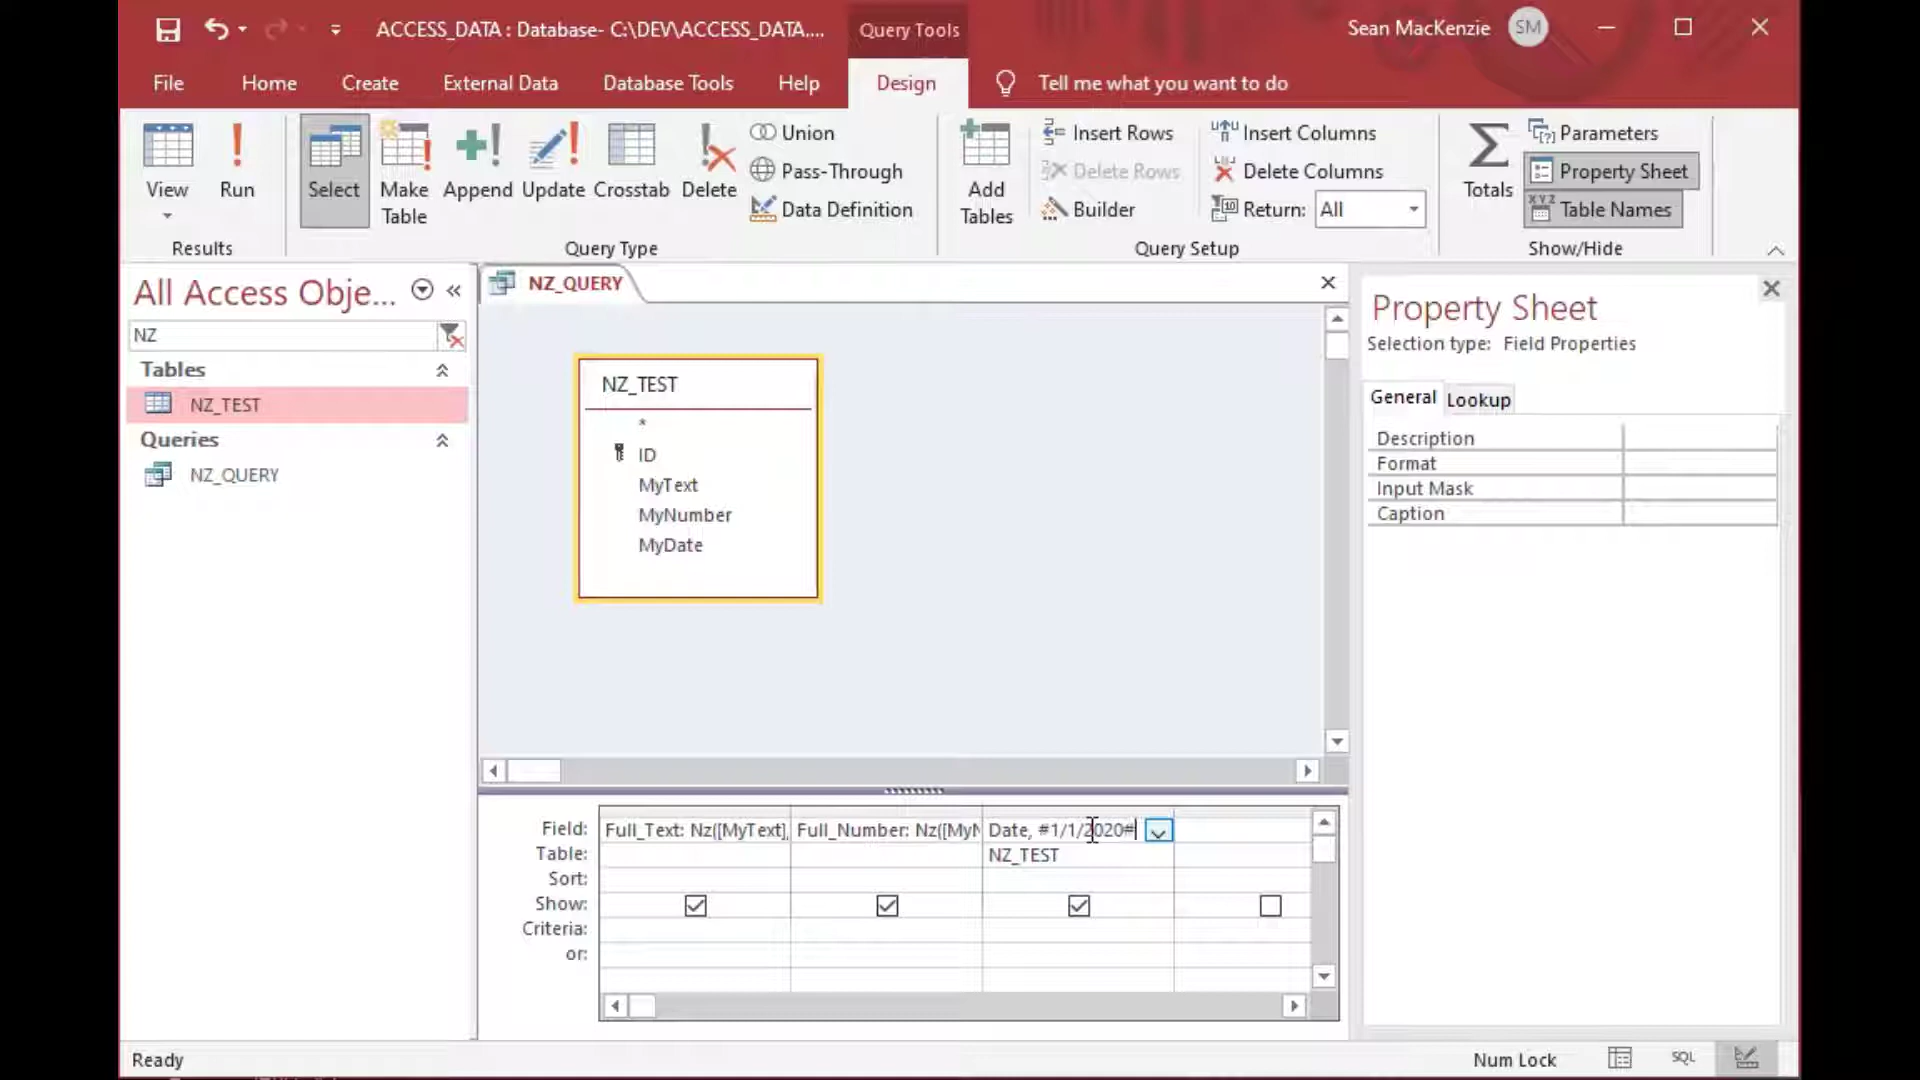 ACCESS_DATA : Database- C:\DEV\ACCESS_DATA....
Query Tools
Sean MacKenzie
SM
File
Home
Create
External Data
Database Tools
Help
Design
Tell me what you want to do
View
Run
Select
Make
Table
Append
Update
Crosstab
Delete
Union
Pass-Through
Data Definition
Add
Tables
Insert Rows
Delete Rows
Builder
Insert Columns
Delete Columns
Return: All
Totals
Parameters
Property Sheet
Table Names
Results
Query Type
Query Setup
Show/Hide
All Access Obje...
NZ
Tables
NZ_TEST
Queries
NZ_QUERY
NZ_QUERY
NZ_TEST
*
ID
MyText
MyNumber
MyDate
Property Sheet
Selection type: Field Properties
General
Lookup
Description
Format
Input Mask
Caption
Field: Full_Text: Nz([MyText], Full_Number: Nz([MyN Date, #1/1/2020#
Table: NZ_TEST
Sort:
Show:
Criteria:
or:
Ready
Num Lock
SQL